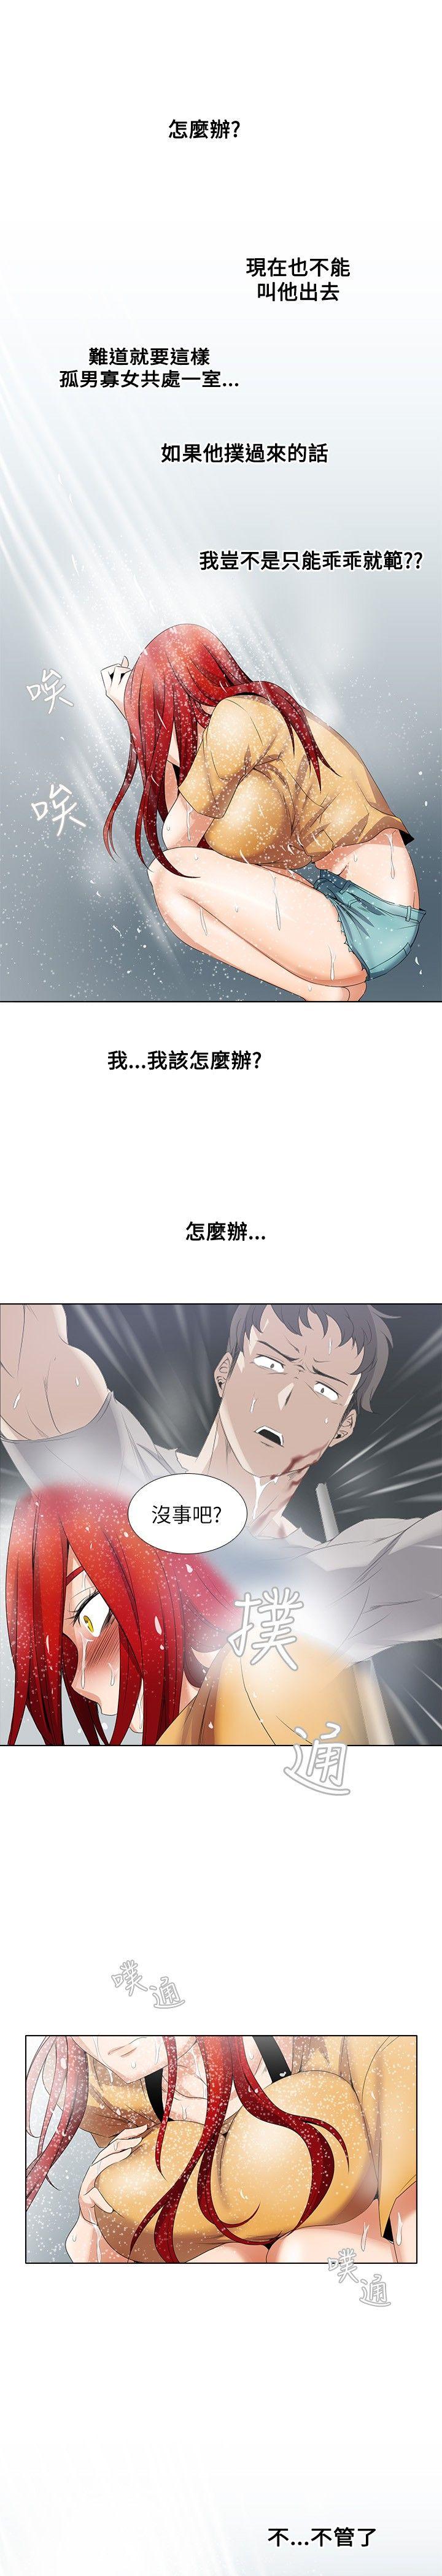 怎麼辦?
現在也不能
叫他出去
難道就要這樣
孤男寡女共處一室...
如果他撲過來的話
我豈不是只能乖乖就範??
唉
唉
我...我該怎麼辦?
怎麼辦...
沒事吧?
撲
通
噗
通
噗
通
不...不管了